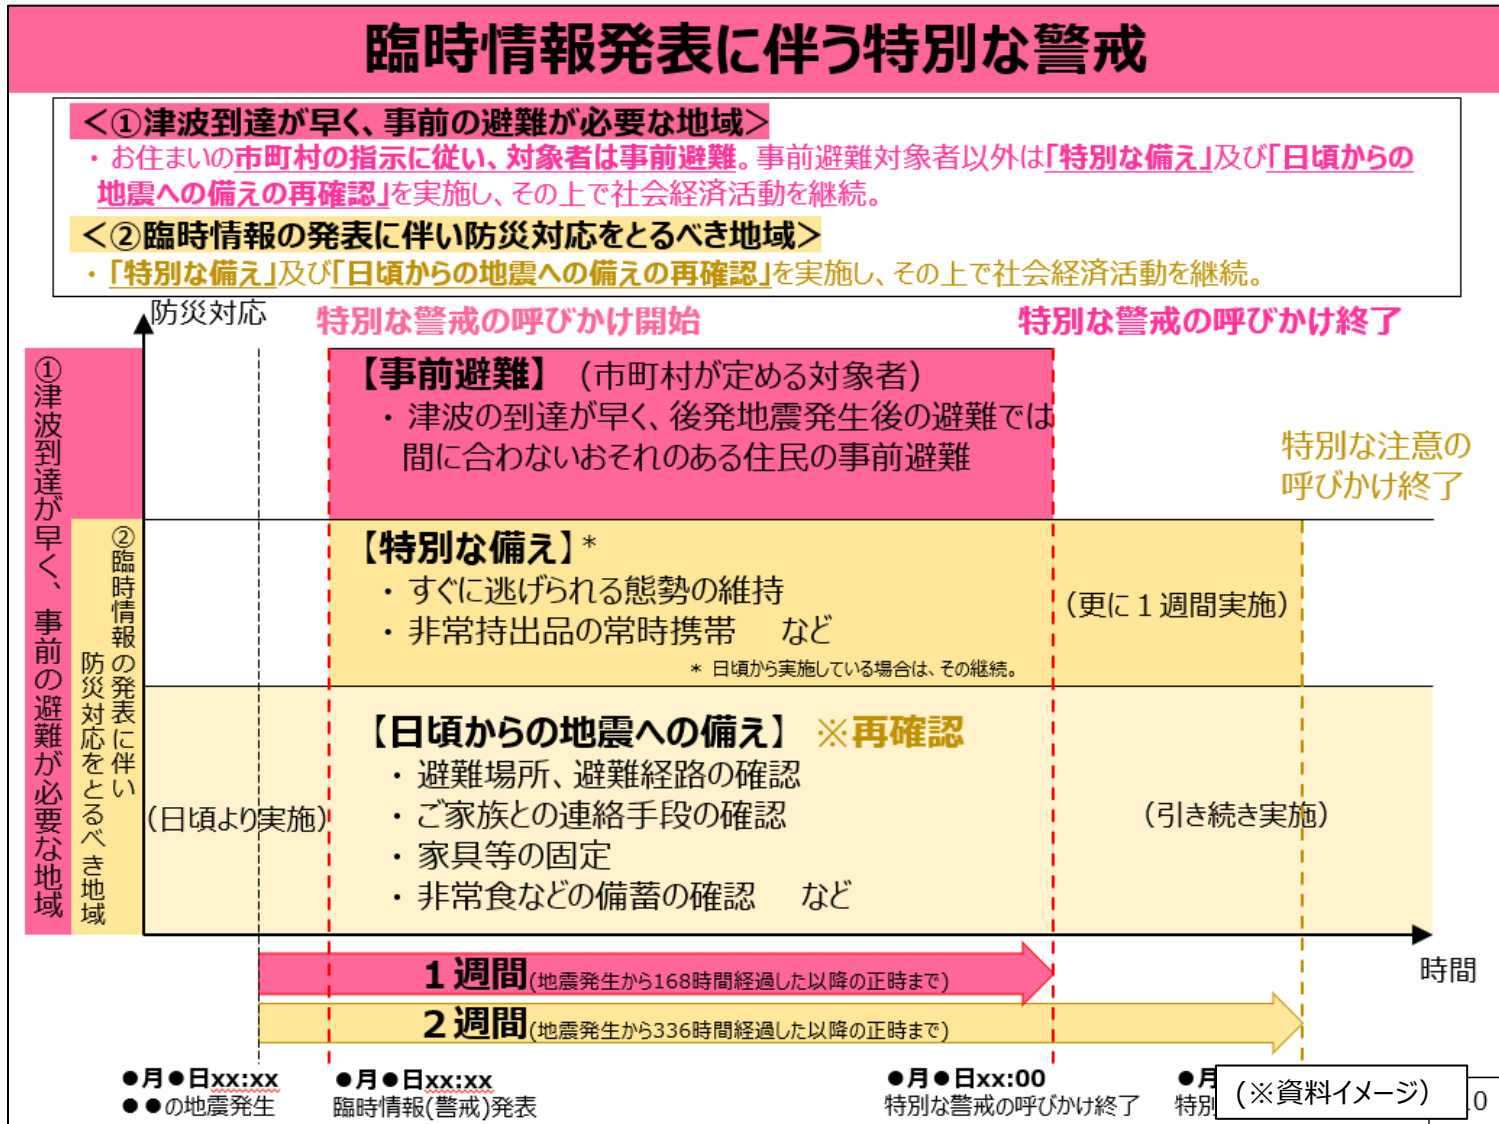 臨時情報発表に伴う特別な警戒
＜①津波到達が早く、事前の避難が必要な地域＞
・お住まいの市町村の指示に従い、対象者は事前避難。事前避難対象者以外は「特別な備え」及び「日頃からの
地震への備えの再確認」を実施し、その上で社会経済活動を継続。
＜②臨時情報の発表に伴い防災対応をとるべき地域＞
・「特別な備え」及び「日頃からの地震への備えの再確認」を実施し、その上で社会経済活動を継続。
防災対応
特別な警戒の呼びかけ開始
特別な警戒の呼びかけ終了
①津波到達が早く、事前の避難が必要な地域
②臨時情報の発表に伴い
防災対応をとるべき地域
【事前避難】（市町村が定める対象者）
・津波の到達が早く、後発地震発生後の避難では
間に合わないおそれのある住民の事前避難
特別な注意の
呼びかけ終了
【特別な備え】*
・すぐに逃げられる態勢の維持
・非常持出品の常時携帯　など
* 日頃から実施している場合は、その継続。
（更に１週間実施）
【日頃からの地震への備え】※再確認
・避難場所、避難経路の確認
・ご家族との連絡手段の確認
・家具等の固定
・非常食などの備蓄の確認　など
（日頃より実施）
（引き続き実施）
１週間(地震発生から168時間経過した以降の正時まで)
２週間(地震発生から336時間経過した以降の正時まで)
時間
●月●日xx:xx
●●の地震発生
●月●日xx:xx
臨時情報(警戒)発表
●月●日xx:00
特別な警戒の呼びかけ終了
●月
特別
（※資料イメージ）